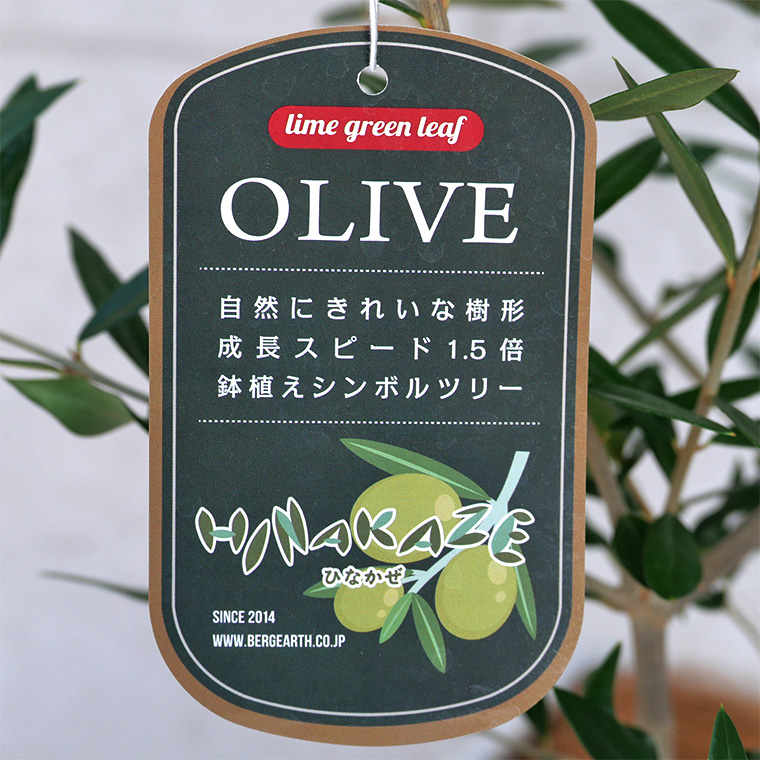 lime green leaf
OLIVE
自然にきれいな樹形
成長スピード1.5倍
鉢植えシンボルツリー
HINAKAZE
ひなかぜ
SINCE 2014
WWW.BERGEARTH.CO.JP